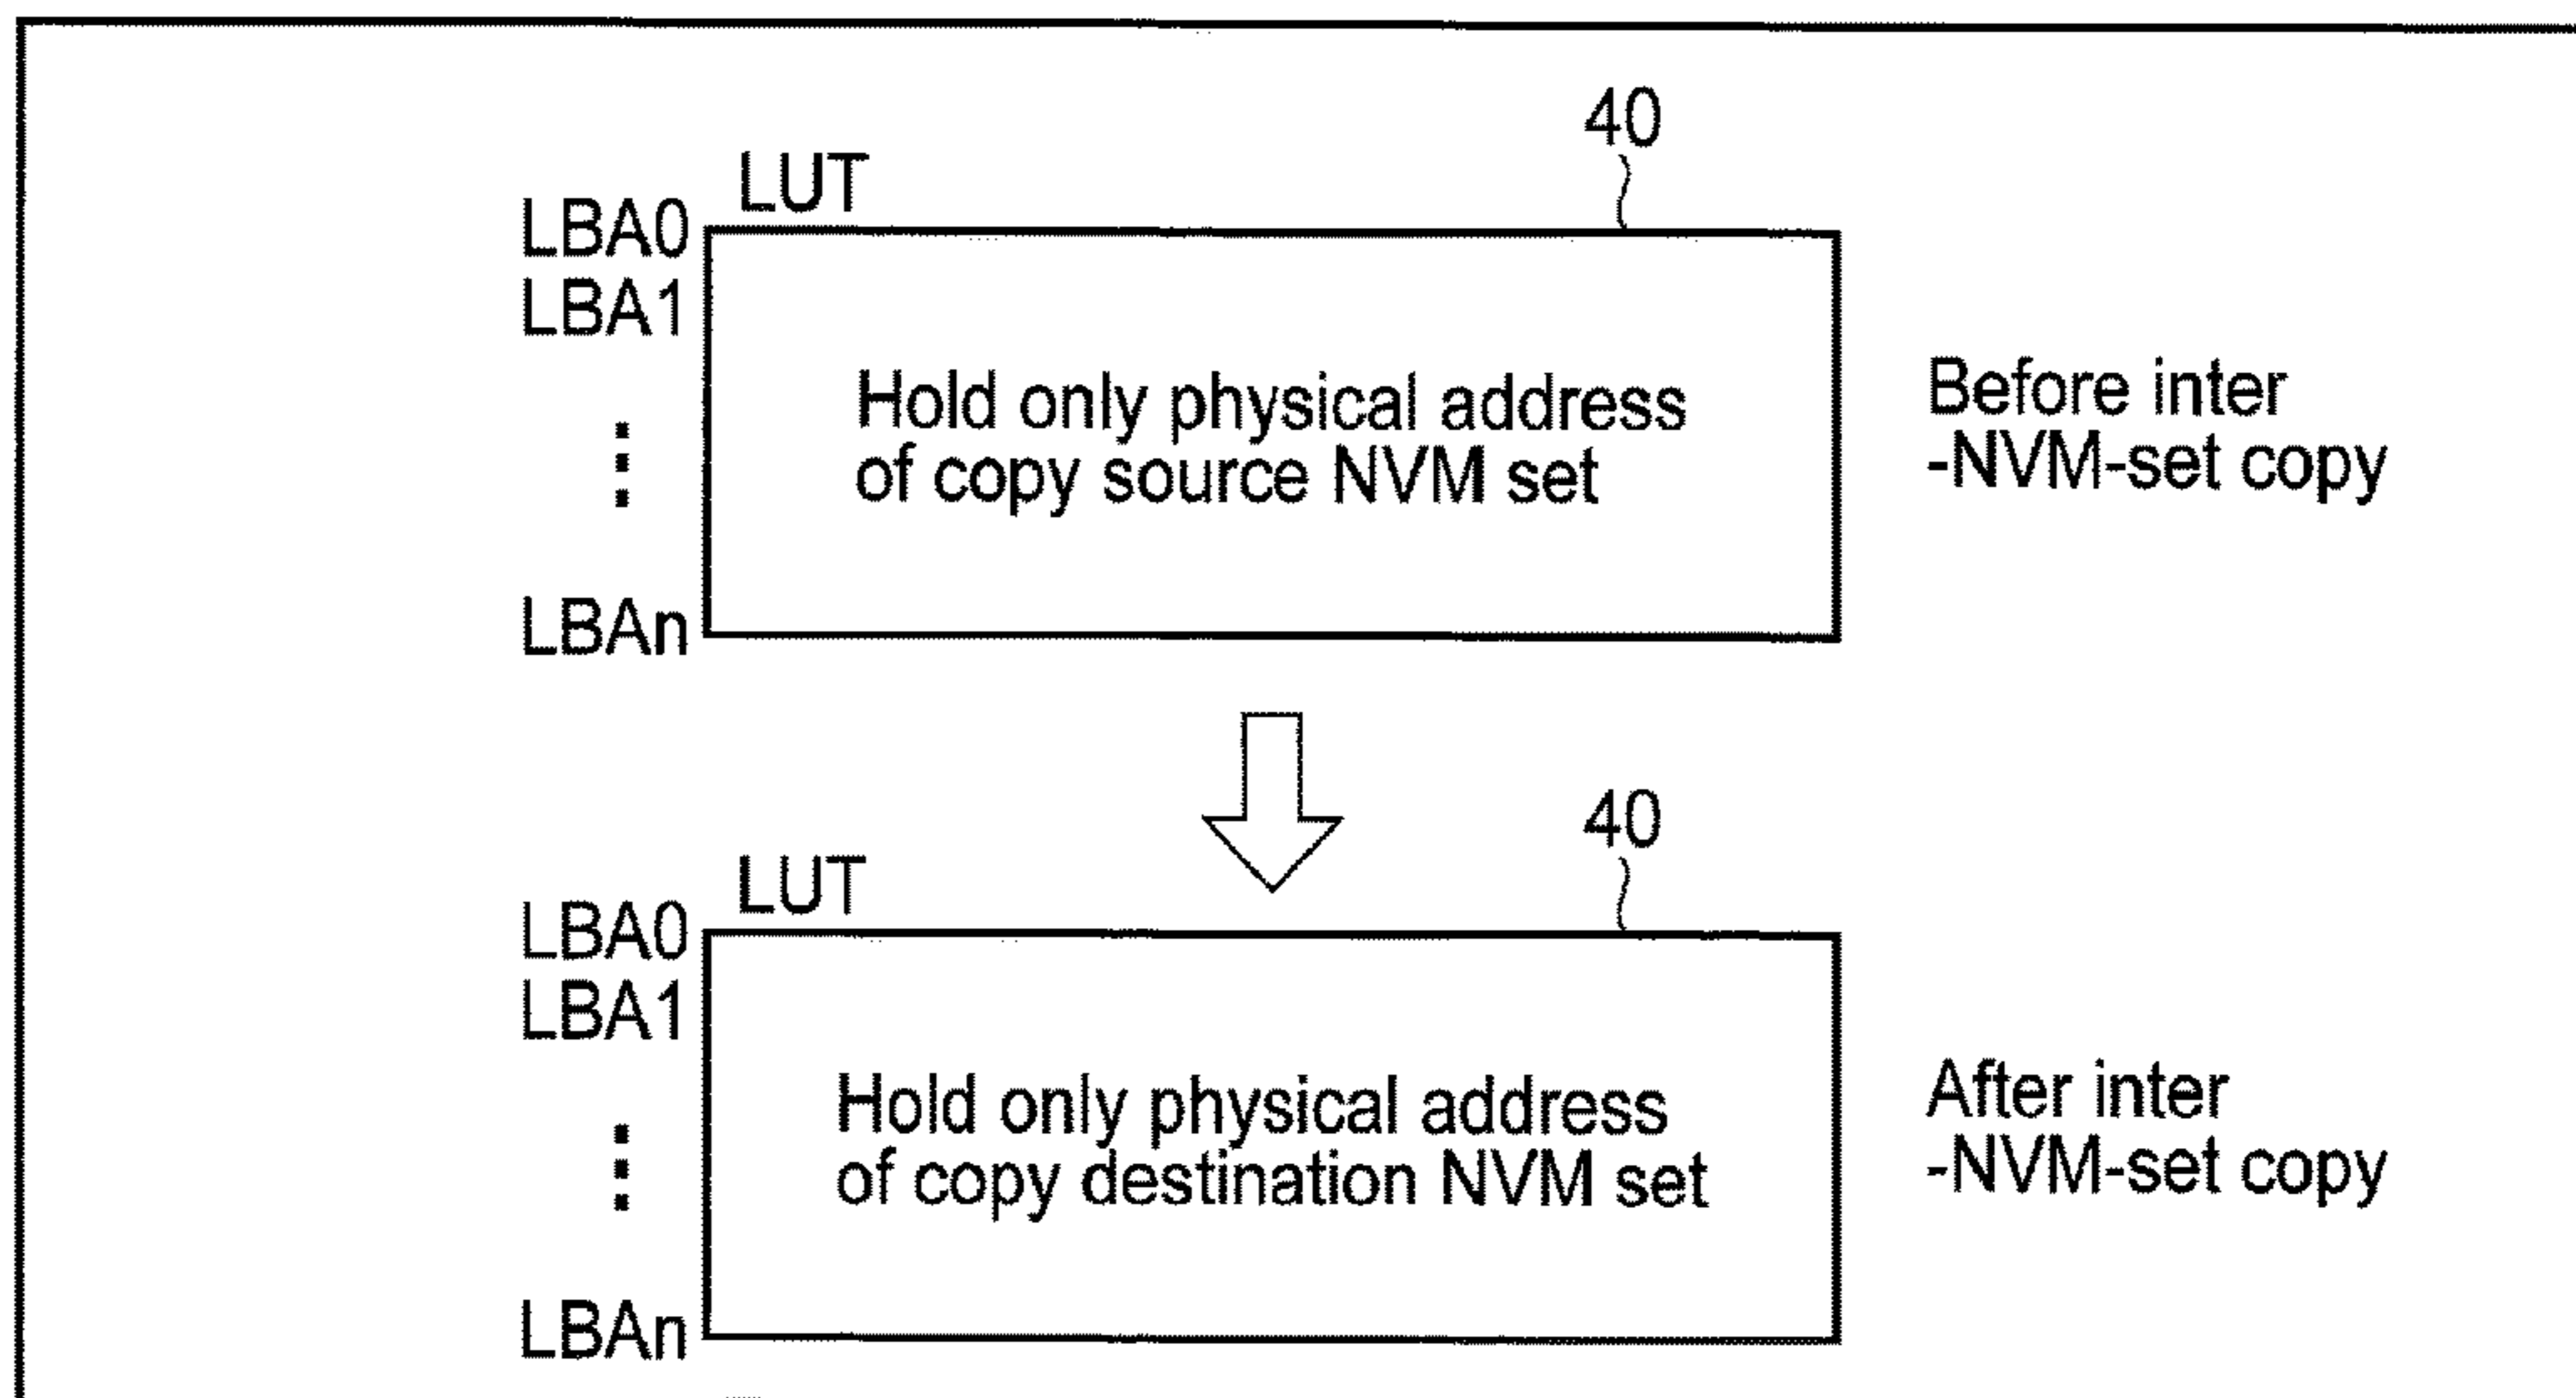 40
LUT
LBA0
LBA1
Hold only physical address
of copy source NVM set
Before inter
-NVM-set copy
LBAn
40
LUT
LBA0
LBA1
Hold only physical address
of copy destination NVM set
After inter
-NVM-set copy
LBAn